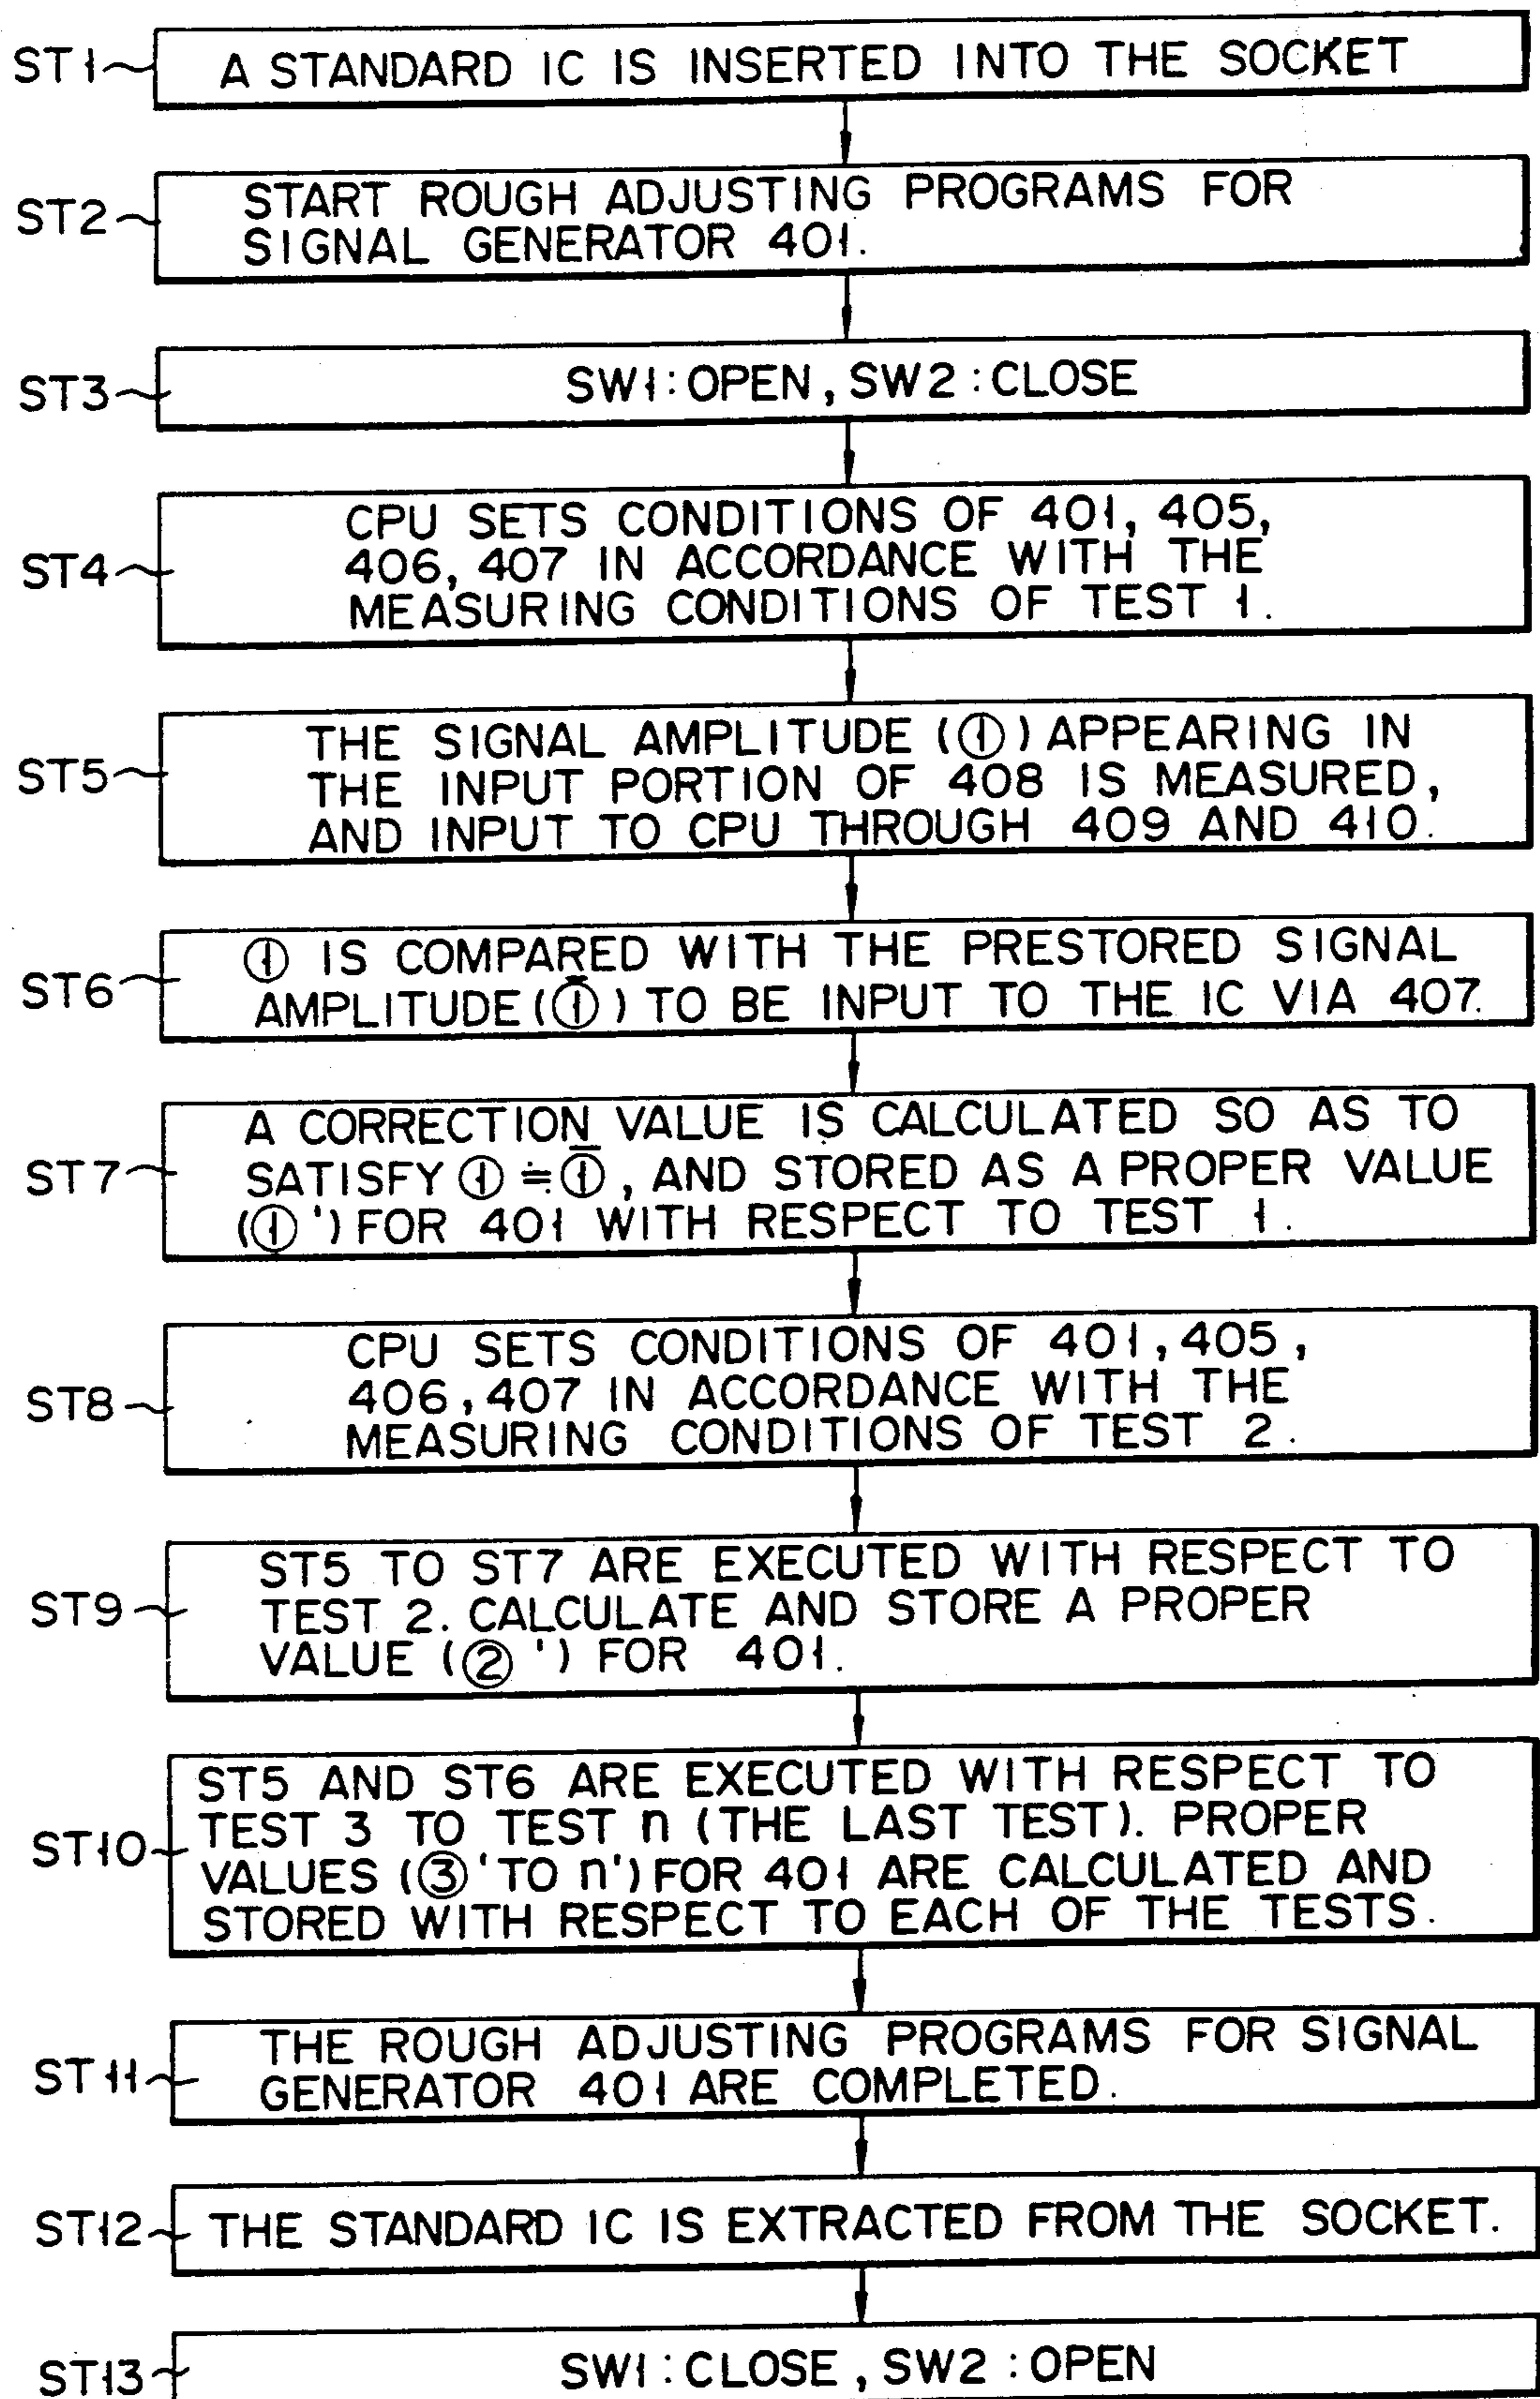 ST1 A STANDARD IC IS INSERTED INTO THE SOCKET
ST2 START ROUGH ADJUSTING PROGRAMS FOR
SIGNAL GENERATOR 401.
ST3 SW1:OPEN, SW2:CLOSE
ST4 CPU SETS CONDITIONS OF 401, 405,
406, 407 IN ACCORDANCE WITH THE
MEASURING CONDITIONS OF TEST 1.
ST5 THE SIGNAL AMPLITUDE (①) APPEARING IN
THE INPUT PORTION OF 408 IS MEASURED,
AND INPUT TO CPU THROUGH 409 AND 410.
ST6 ① IS COMPARED WITH THE PRESTORED SIGNAL
AMPLITUDE (①̄) TO BE INPUT TO THE IC VIA 407.
ST7 A CORRECTION VALUE IS CALCULATED SO AS TO
SATISFY ① ≒ ①̄, AND STORED AS A PROPER VALUE
(①') FOR 401 WITH RESPECT TO TEST 1.
ST8 CPU SETS CONDITIONS OF 401, 405,
406, 407 IN ACCORDANCE WITH THE
MEASURING CONDITIONS OF TEST 2.
ST9 ST5 TO ST7 ARE EXECUTED WITH RESPECT TO
TEST 2. CALCULATE AND STORE A PROPER
VALUE (②') FOR 401.
ST10 ST5 AND ST6 ARE EXECUTED WITH RESPECT TO
TEST 3 TO TEST n (THE LAST TEST). PROPER
VALUES (③' TO n') FOR 401 ARE CALCULATED AND
STORED WITH RESPECT TO EACH OF THE TESTS.
ST11 THE ROUGH ADJUSTING PROGRAMS FOR SIGNAL
GENERATOR 401 ARE COMPLETED.
ST12 THE STANDARD IC IS EXTRACTED FROM THE SOCKET.
ST13 SW1:CLOSE, SW2:OPEN